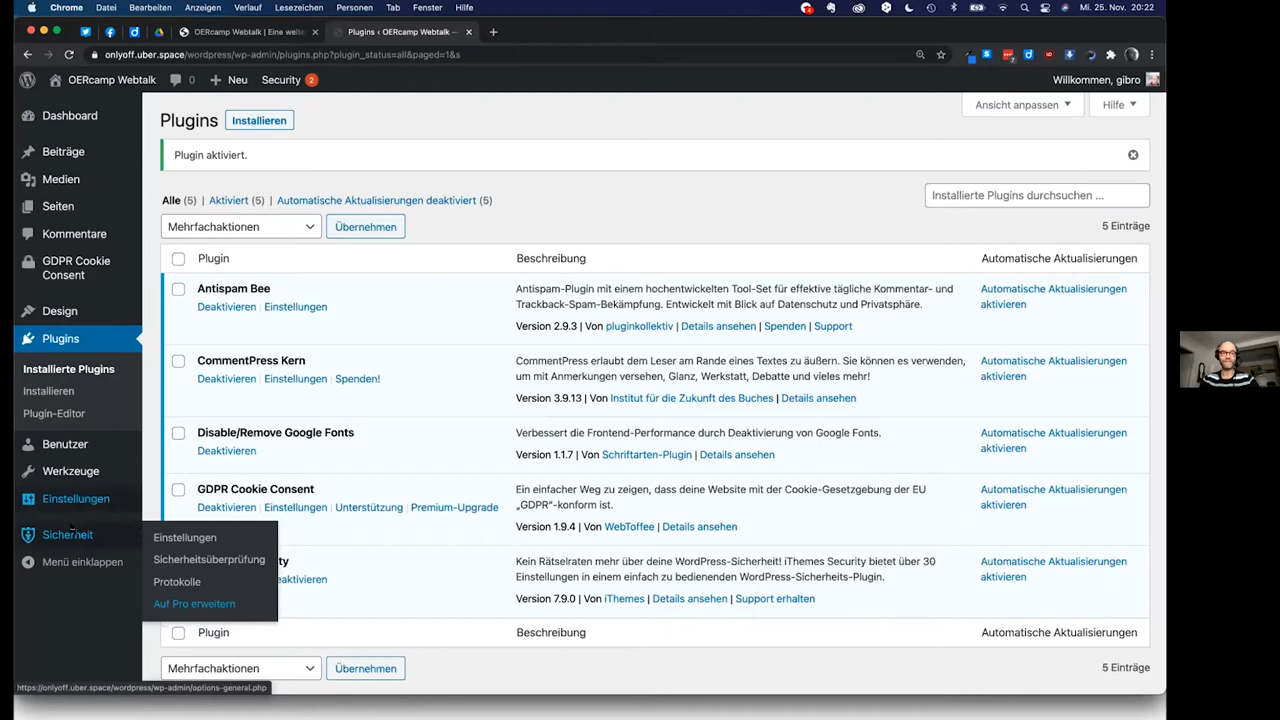 Chrome Datei Bearbeiten Anzeigen Verlauf Lesezeichen Personen Tab Fenster Hilfe Mi. 25. Nov. 20:22
OERcamp Webtalk | Eine welte Plugins ‹ OERcamp Webtalk —
onlyoff.uber.space/wordpress/wp-admin/plugins.php?plugin_status=all&paged=1&s
OERcamp Webtalk 0 Neu Security 2 Willkommen, gibro
Dashboard
Beiträge
Medien
Seiten
Kommentare
GDPR Cookie
Consent
Design
Plugins
Installierte Plugins
Installieren
Plugin-Editor
Benutzer
Werkzeuge
Einstellungen
Sicherheit
Menü einklappen
Einstellungen
Sicherheitsüberprüfung
Protokolle
Auf Pro erweitern
Ansicht anpassen Hilfe
Plugins Installieren
Plugin aktiviert.
Alle (5) | Aktiviert (5) | Automatische Aktualisierungen deaktiviert (5)
Installierte Plugins durchsuchen ...
Mehrfachaktionen Übernehmen 5 Einträge
Plugin Beschreibung Automatische Aktualisierungen
Antispam Bee
Deaktivieren | Einstellungen
Antispam-Plugin mit einem hochentwickelten Tool-Set für effektive tägliche Kommentar- und
Trackback-Spam-Bekämpfung. Entwickelt mit Blick auf Datenschutz und Privatsphäre.
Version 2.9.3 | Von pluginkollektiv | Details ansehen | Spenden | Support
Automatische Aktualisierungen
aktivieren
CommentPress Kern
Deaktivieren | Einstellungen | Spenden!
CommentPress erlaubt dem Leser am Rande eines Textes zu äußern. Sie können es verwenden,
um mit Anmerkungen versehen, Glanz, Werkstatt, Debatte und vieles mehr!
Version 3.9.13 | Von Institut für die Zukunft des Buches | Details ansehen
Automatische Aktualisierungen
aktivieren
Disable/Remove Google Fonts
Deaktivieren
Verbessert die Frontend-Performance durch Deaktivierung von Google Fonts.
Version 1.1.7 | Von Schriftarten-Plugin | Details ansehen
Automatische Aktualisierungen
aktivieren
GDPR Cookie Consent
Deaktivieren | Einstellungen | Unterstützung | Premium-Upgrade
Ein einfacher Weg zu zeigen, dass deine Website mit der Cookie-Gesetzgebung der EU
„GDPR“-konform ist.
Version 1.9.4 | Von WebToffee | Details ansehen
Automatische Aktualisierungen
aktivieren
ty
eaktivieren
Kein Rätselraten mehr über deine WordPress-Sicherheit! iThemes Security bietet über 30
Einstellungen in einem einfach zu bedienenden WordPress-Sicherheits-Plugin.
Version 7.9.0 | Von iThemes | Details ansehen | Support erhalten
Automatische Aktualisierungen
aktivieren
Plugin Beschreibung Automatische Aktualisierungen
Mehrfachaktionen Übernehmen 5 Einträge
https://onlyoff.uber.space/wordpress/wp-admin/options-general.php